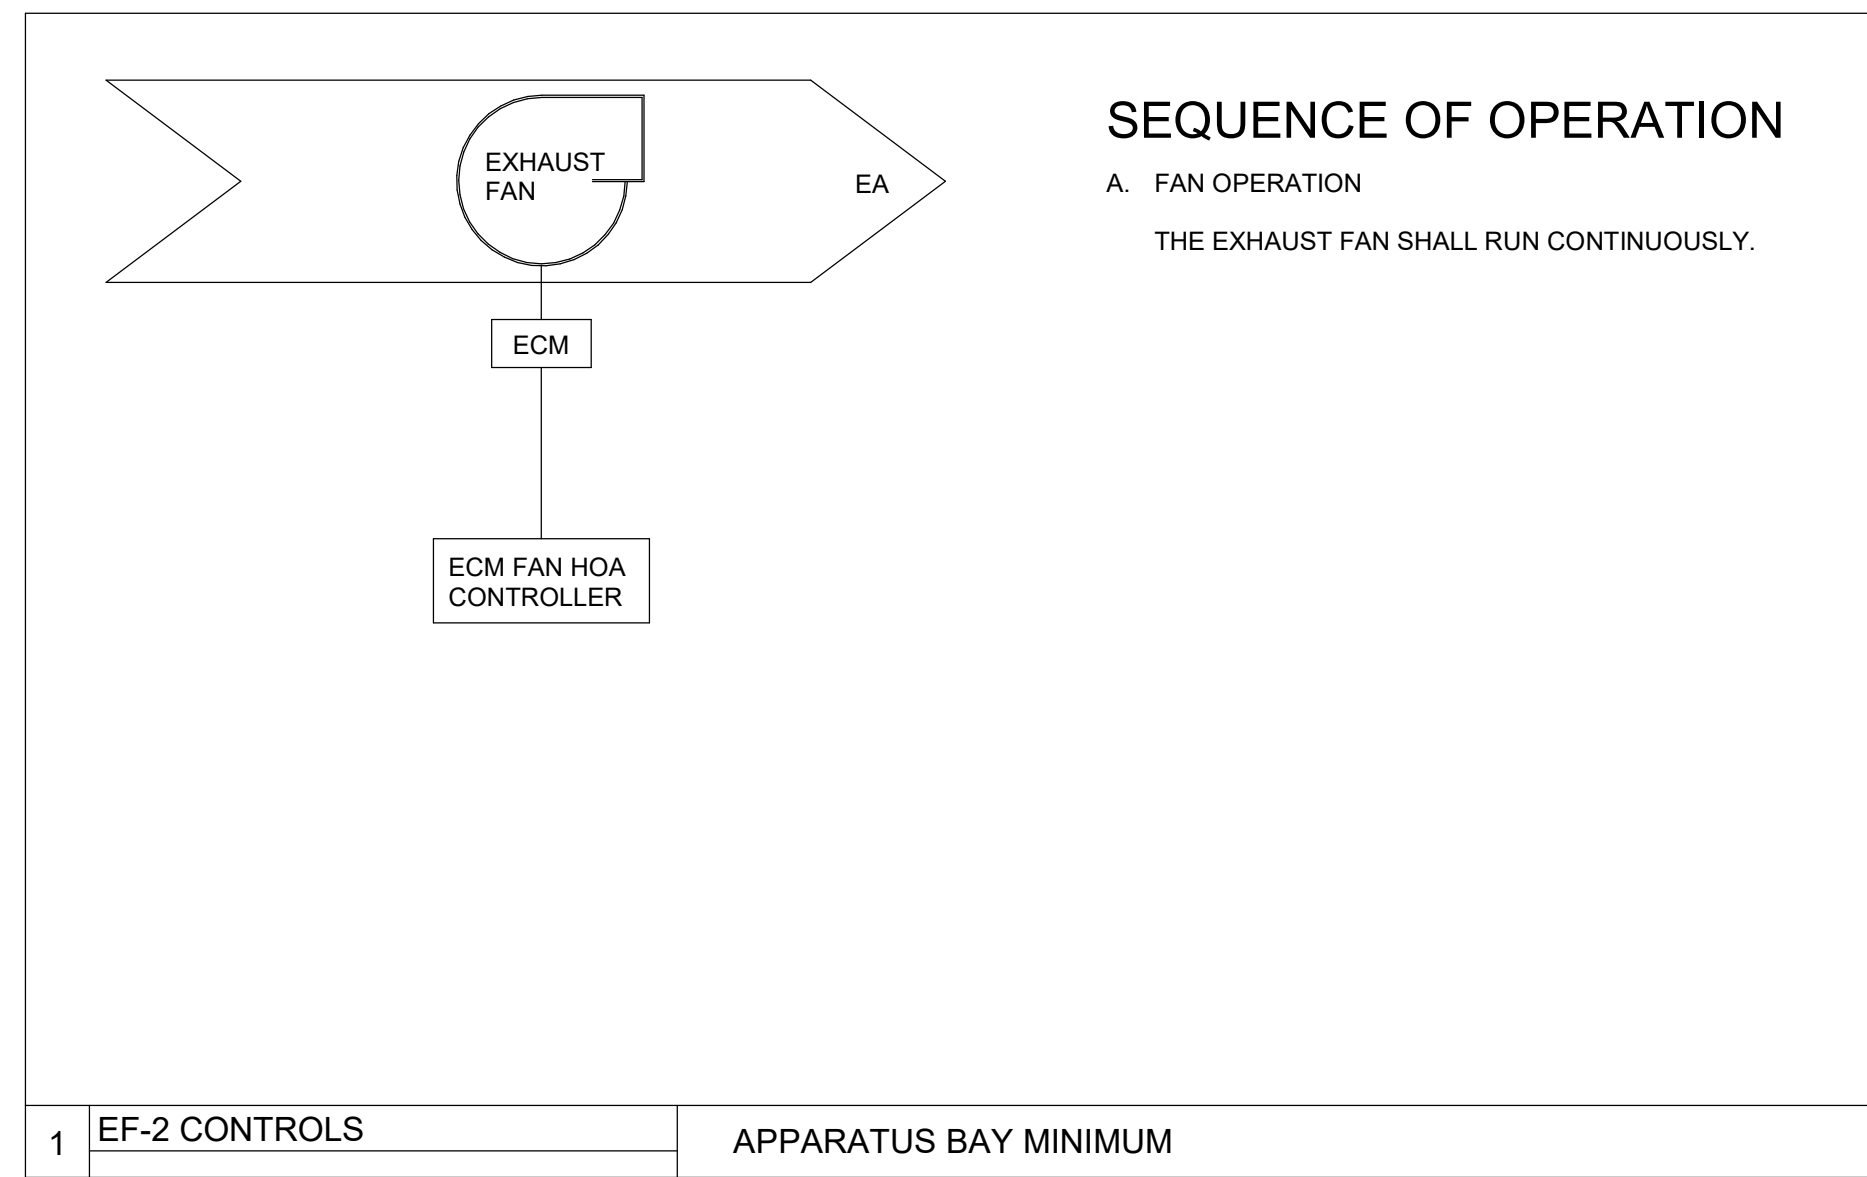 EXHAUST
FAN
EA
ECM
ECM FAN HOA
CONTROLLER
SEQUENCE OF OPERATION
A. FAN OPERATION
THE EXHAUST FAN SHALL RUN CONTINUOUSLY.
1
EF-2 CONTROLS
APPARATUS BAY MINIMUM